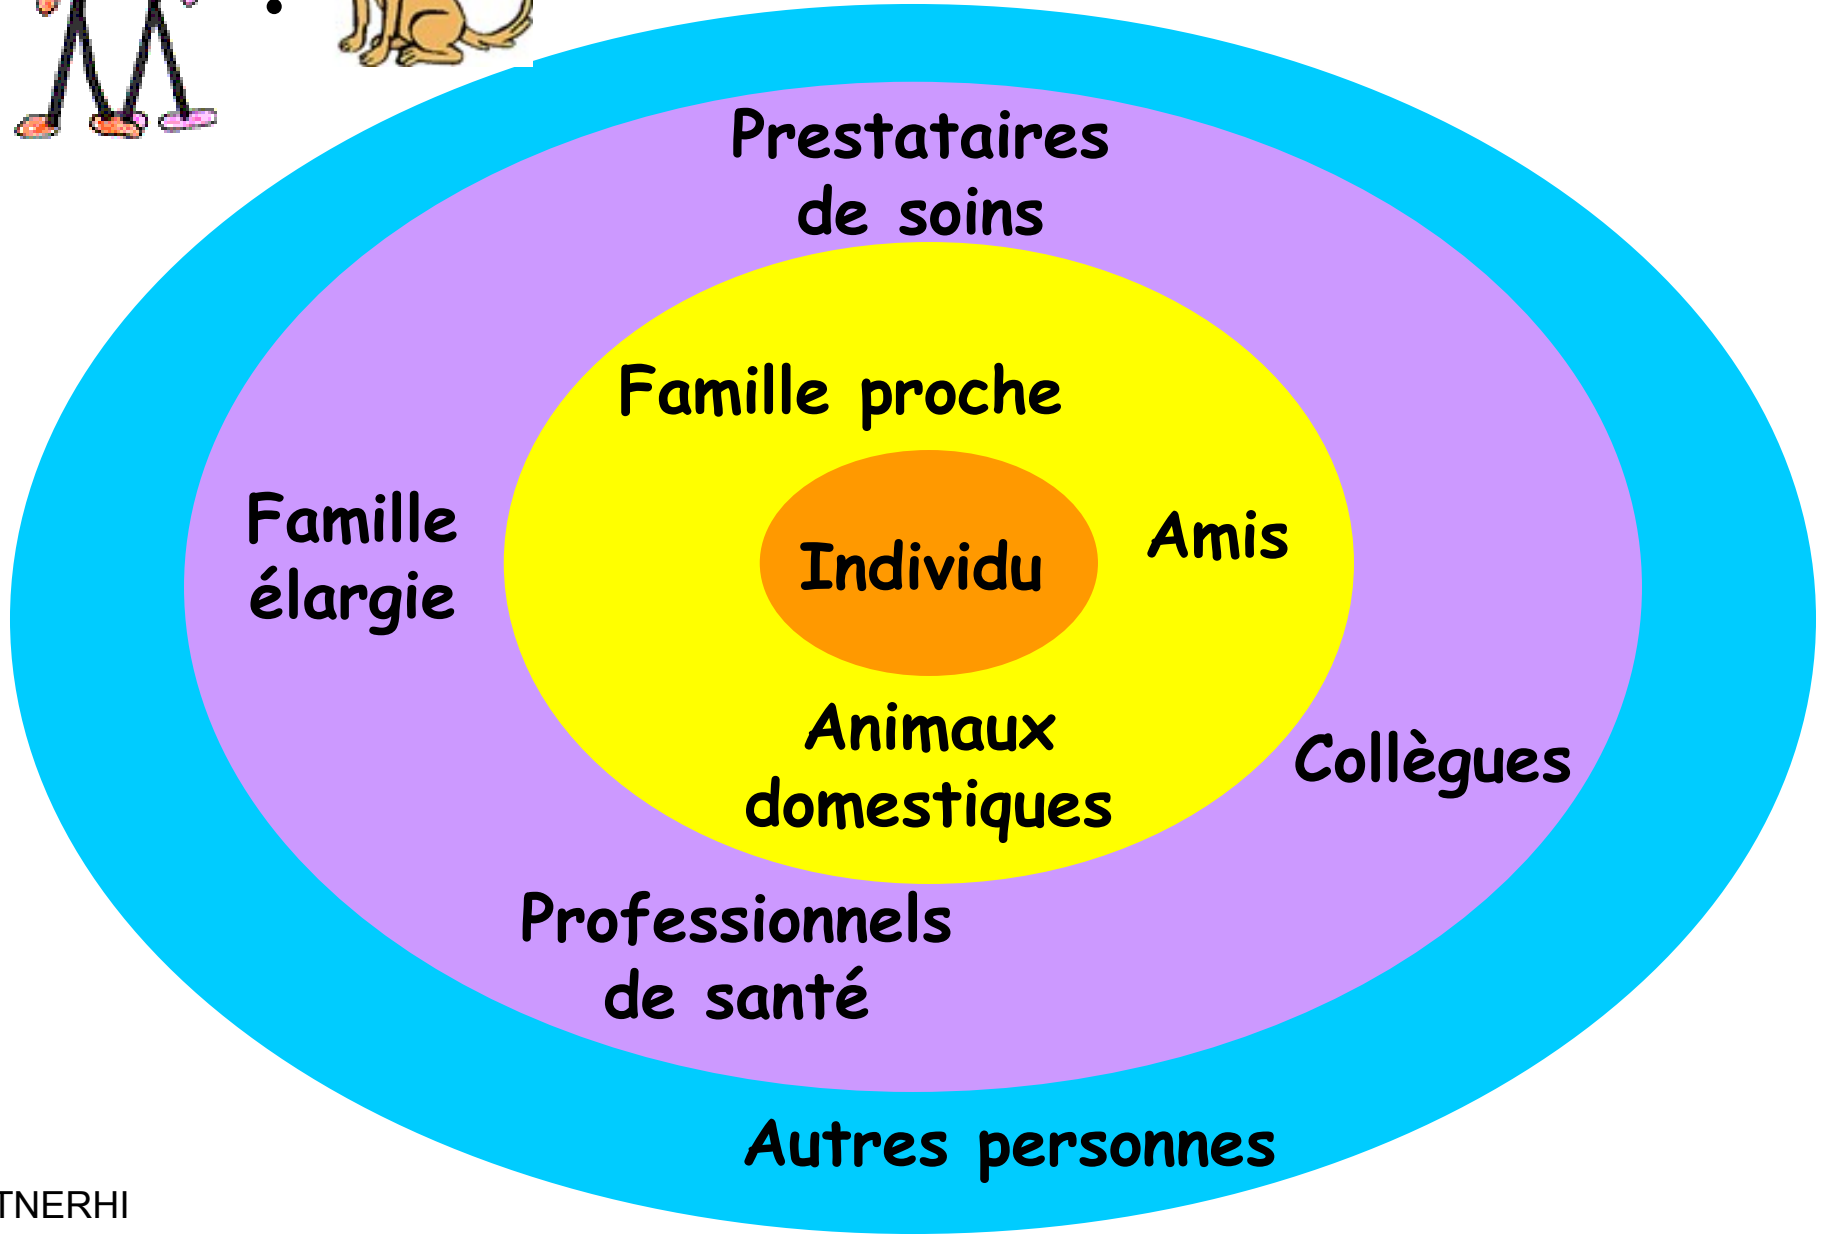 Prestataires
de soins
Famille proche
Famille
élargie
Amis
Individu
Animaux
domestiques
Collègues
Professionnels
de santé
Autres personnes
TNERHI